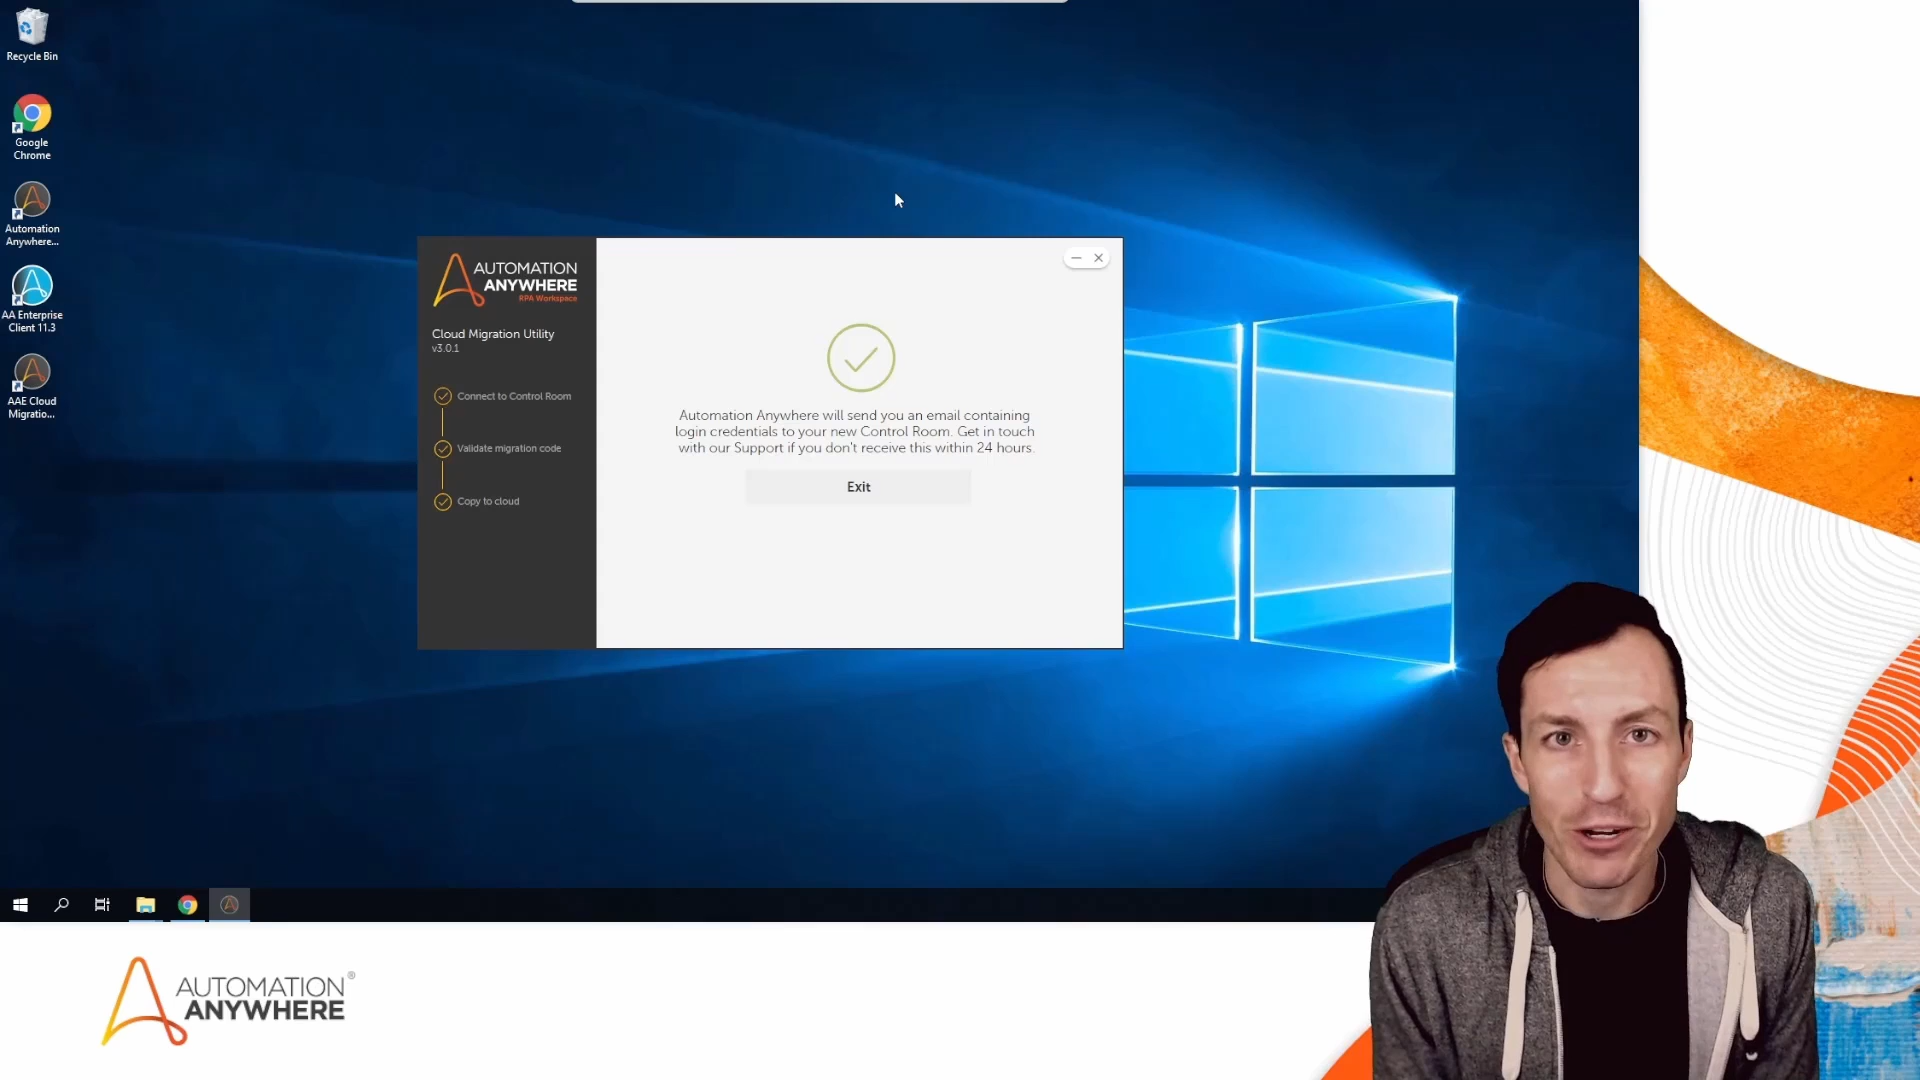 Recycle Bin
Google
Chrome
Automation
Anywhere...
AA Enterprise
Client 11.3
AAE Cloud
Migratio...
AUTOMATION
ANYWHERE
RPA Workspace
Cloud Migration Utility
v3.0.1
Connect to Control Room
Validate migration code
Copy to cloud
Automation Anywhere will send you an email containing
login credentials to your new Control Room. Get in touch
with our Support if you don't receive this within 24 hours.
Exit
AUTOMATION®
ANYWHERE